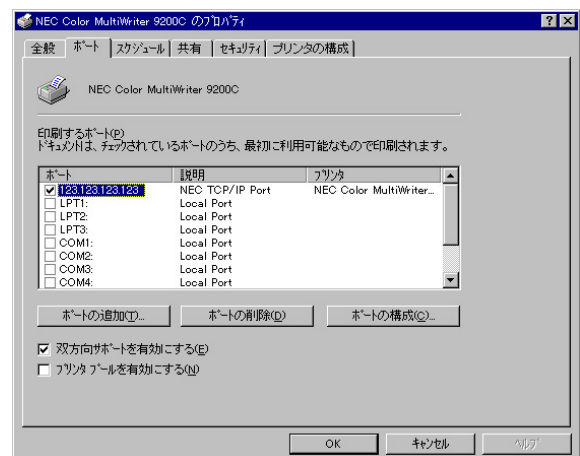 NEC Color MultiWriter 9200C のﾌﾟﾛﾊﾟﾃｨ
全般 ﾎﾟｰﾄ ｽｹｼﾞｭｰﾙ 共有 ｾｷｭﾘﾃｨ プリンタの構成
NEC Color MultiWriter 9200C
印刷するﾎﾟｰﾄ(P)
ﾄﾞｷｭﾒﾝﾄは、ﾁｪｯｸされているﾎﾟｰﾄのうち、最初に利用可能なもので印刷されます。
ﾎﾟｰﾄ 説明 ﾌﾟﾘﾝﾀ
123.123.123.123 NEC TCP/IP Port NEC Color MultiWriter...
LPT1: Local Port
LPT2: Local Port
LPT3: Local Port
COM1: Local Port
COM2: Local Port
COM3: Local Port
COM4: Local Port
ﾎﾟｰﾄの追加(T)... ﾎﾟｰﾄの削除(D) ﾎﾟｰﾄの構成(C)...
双方向ｻﾎﾟｰﾄを有効にする(E)
ﾌﾟﾘﾝﾀ ﾌﾟｰﾙを有効にする(N)
OK ｷｬﾝｾﾙ ﾍﾙﾌﾟ